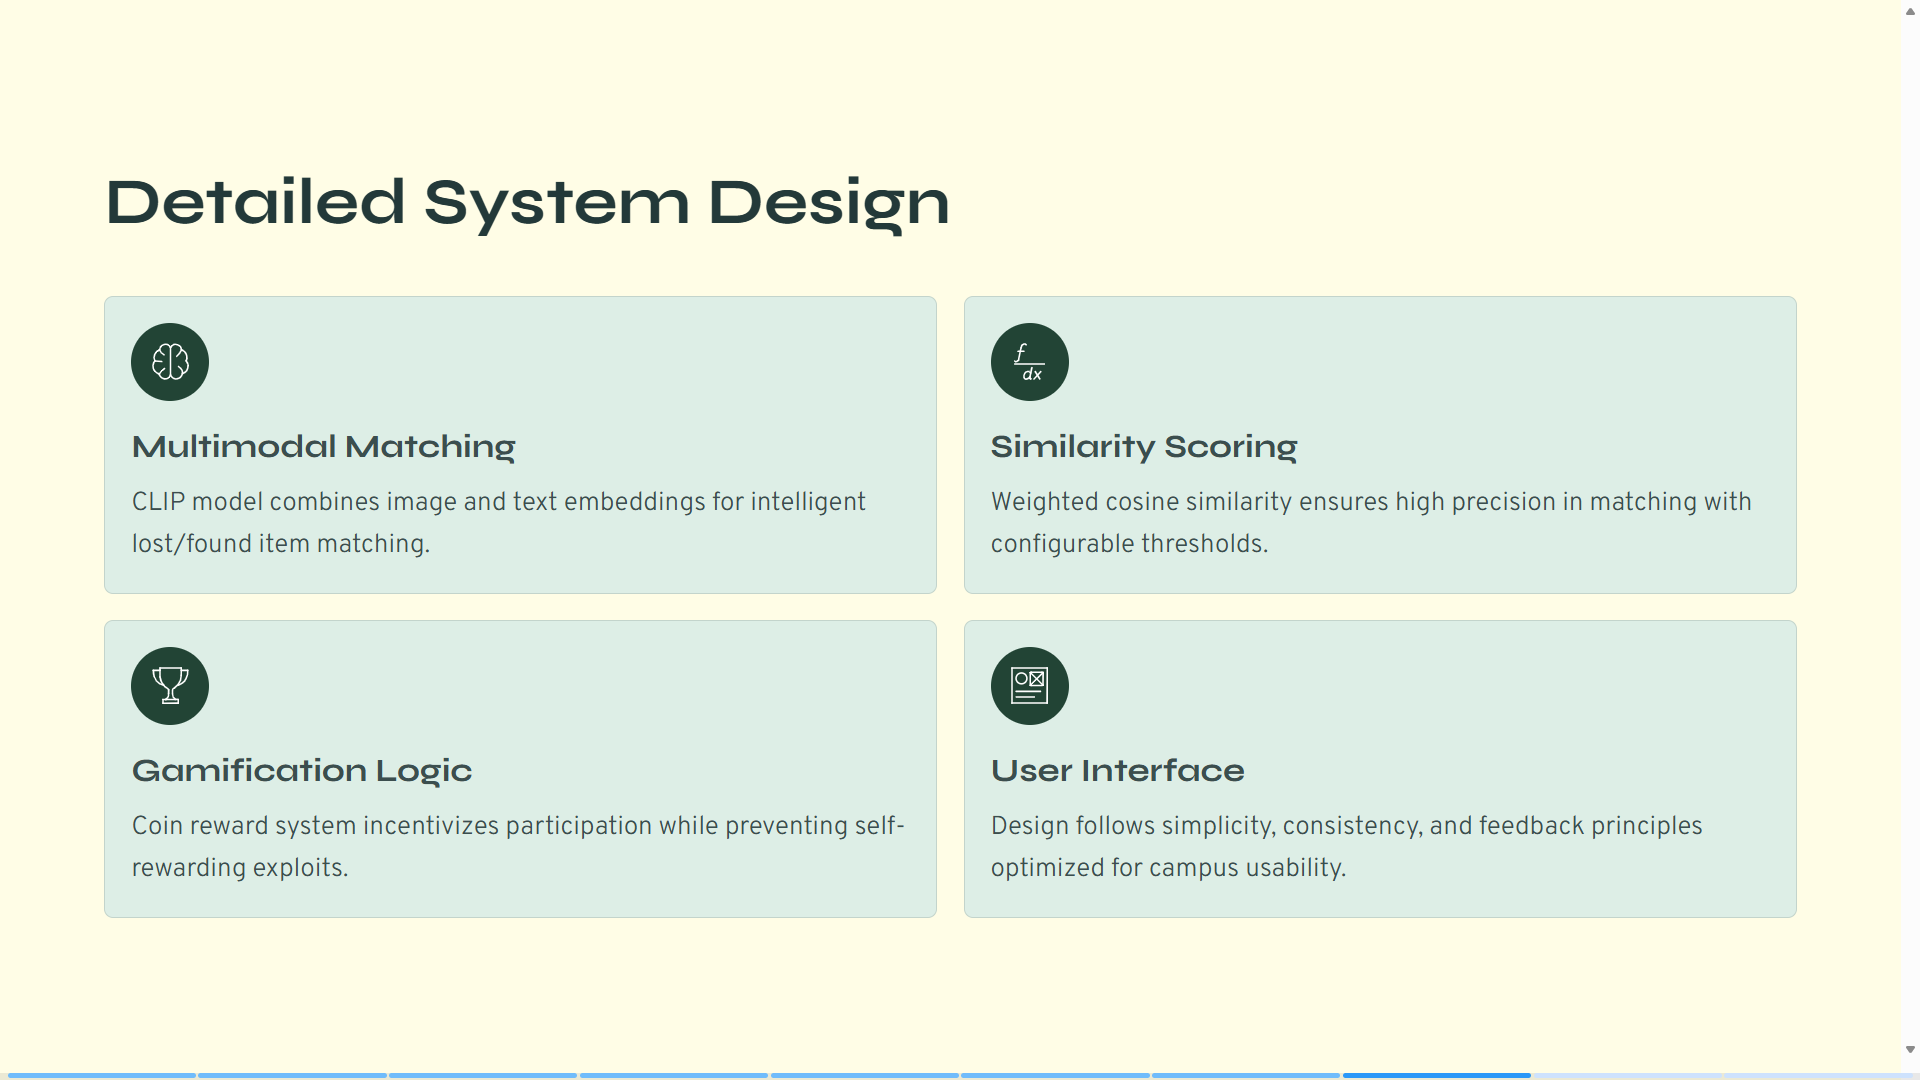 Detailed System Design
f
dx
Multimodal Matching
CLIP model combines image and text embeddings for intelligent
lost/found item matching.
Similarity Scoring
Weighted cosine similarity ensures high precision in matching with
configurable thresholds.
Gamification Logic
Coin reward system incentivizes participation while preventing self-
rewarding exploits.
User Interface
Design follows simplicity, consistency, and feedback principles
optimized for campus usability.